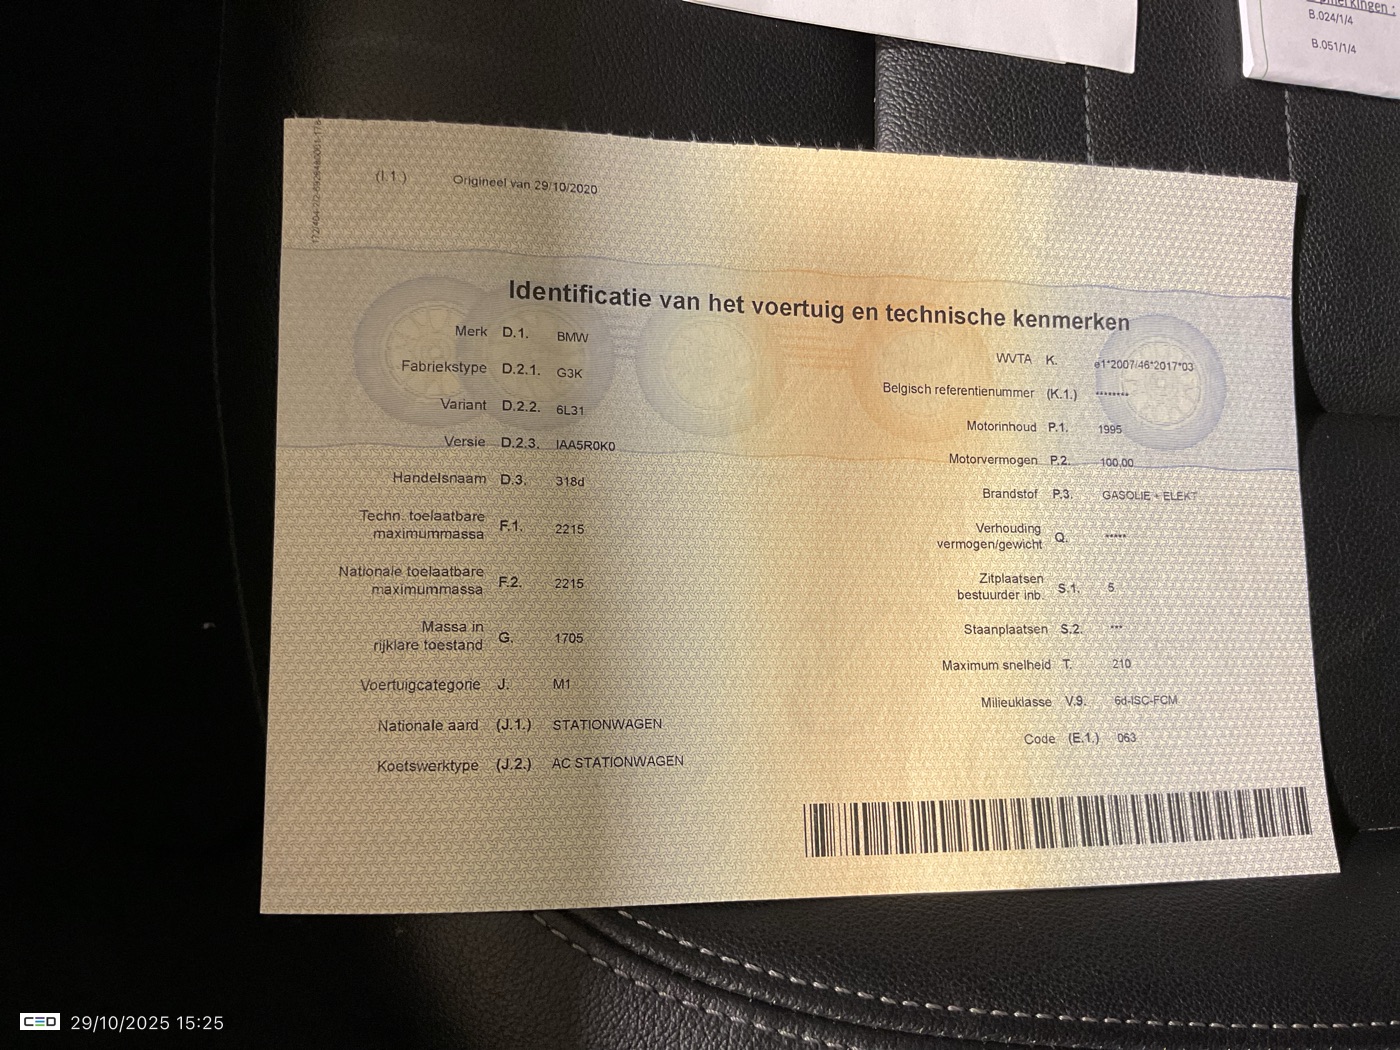 Opmerkingen :
B.024/1/4
B.051/1/4
(I.1.) Origineel van 29/10/2020
Identificatie van het voertuig en technische kenmerken
Merk D.1. BMW
Fabriekstype D.2.1. G3K
Variant D.2.2. 6L31
Versie D.2.3. IAA5R0K0
Handelsnaam D.3. 318d
Techn. toelaatbare
maximummassa F.1. 2215
Nationale toelaatbare
maximummassa F.2. 2215
Massa in
rijklare toestand G. 1705
Voertuigcategorie J. M1
Nationale aard (J.1.) STATIONWAGEN
Koetswerktype (J.2.) AC STATIONWAGEN
WVTA K. e1*2007/46*2017*03
Belgisch referentienummer (K.1.) ********
Motorinhoud P.1. 1995
Motorvermogen P.2. 100,00
Brandstof P.3. GASOLIE + ELEKT
Verhouding
vermogen/gewicht Q. *****
Zitplaatsen
bestuurder inb. S.1. 5
Staanplaatsen S.2. ***
Maximum snelheid T. 210
Milieuklasse V.9. 6d-ISC-FCM
Code (E.1.) 063
CED 29/10/2025 15:25